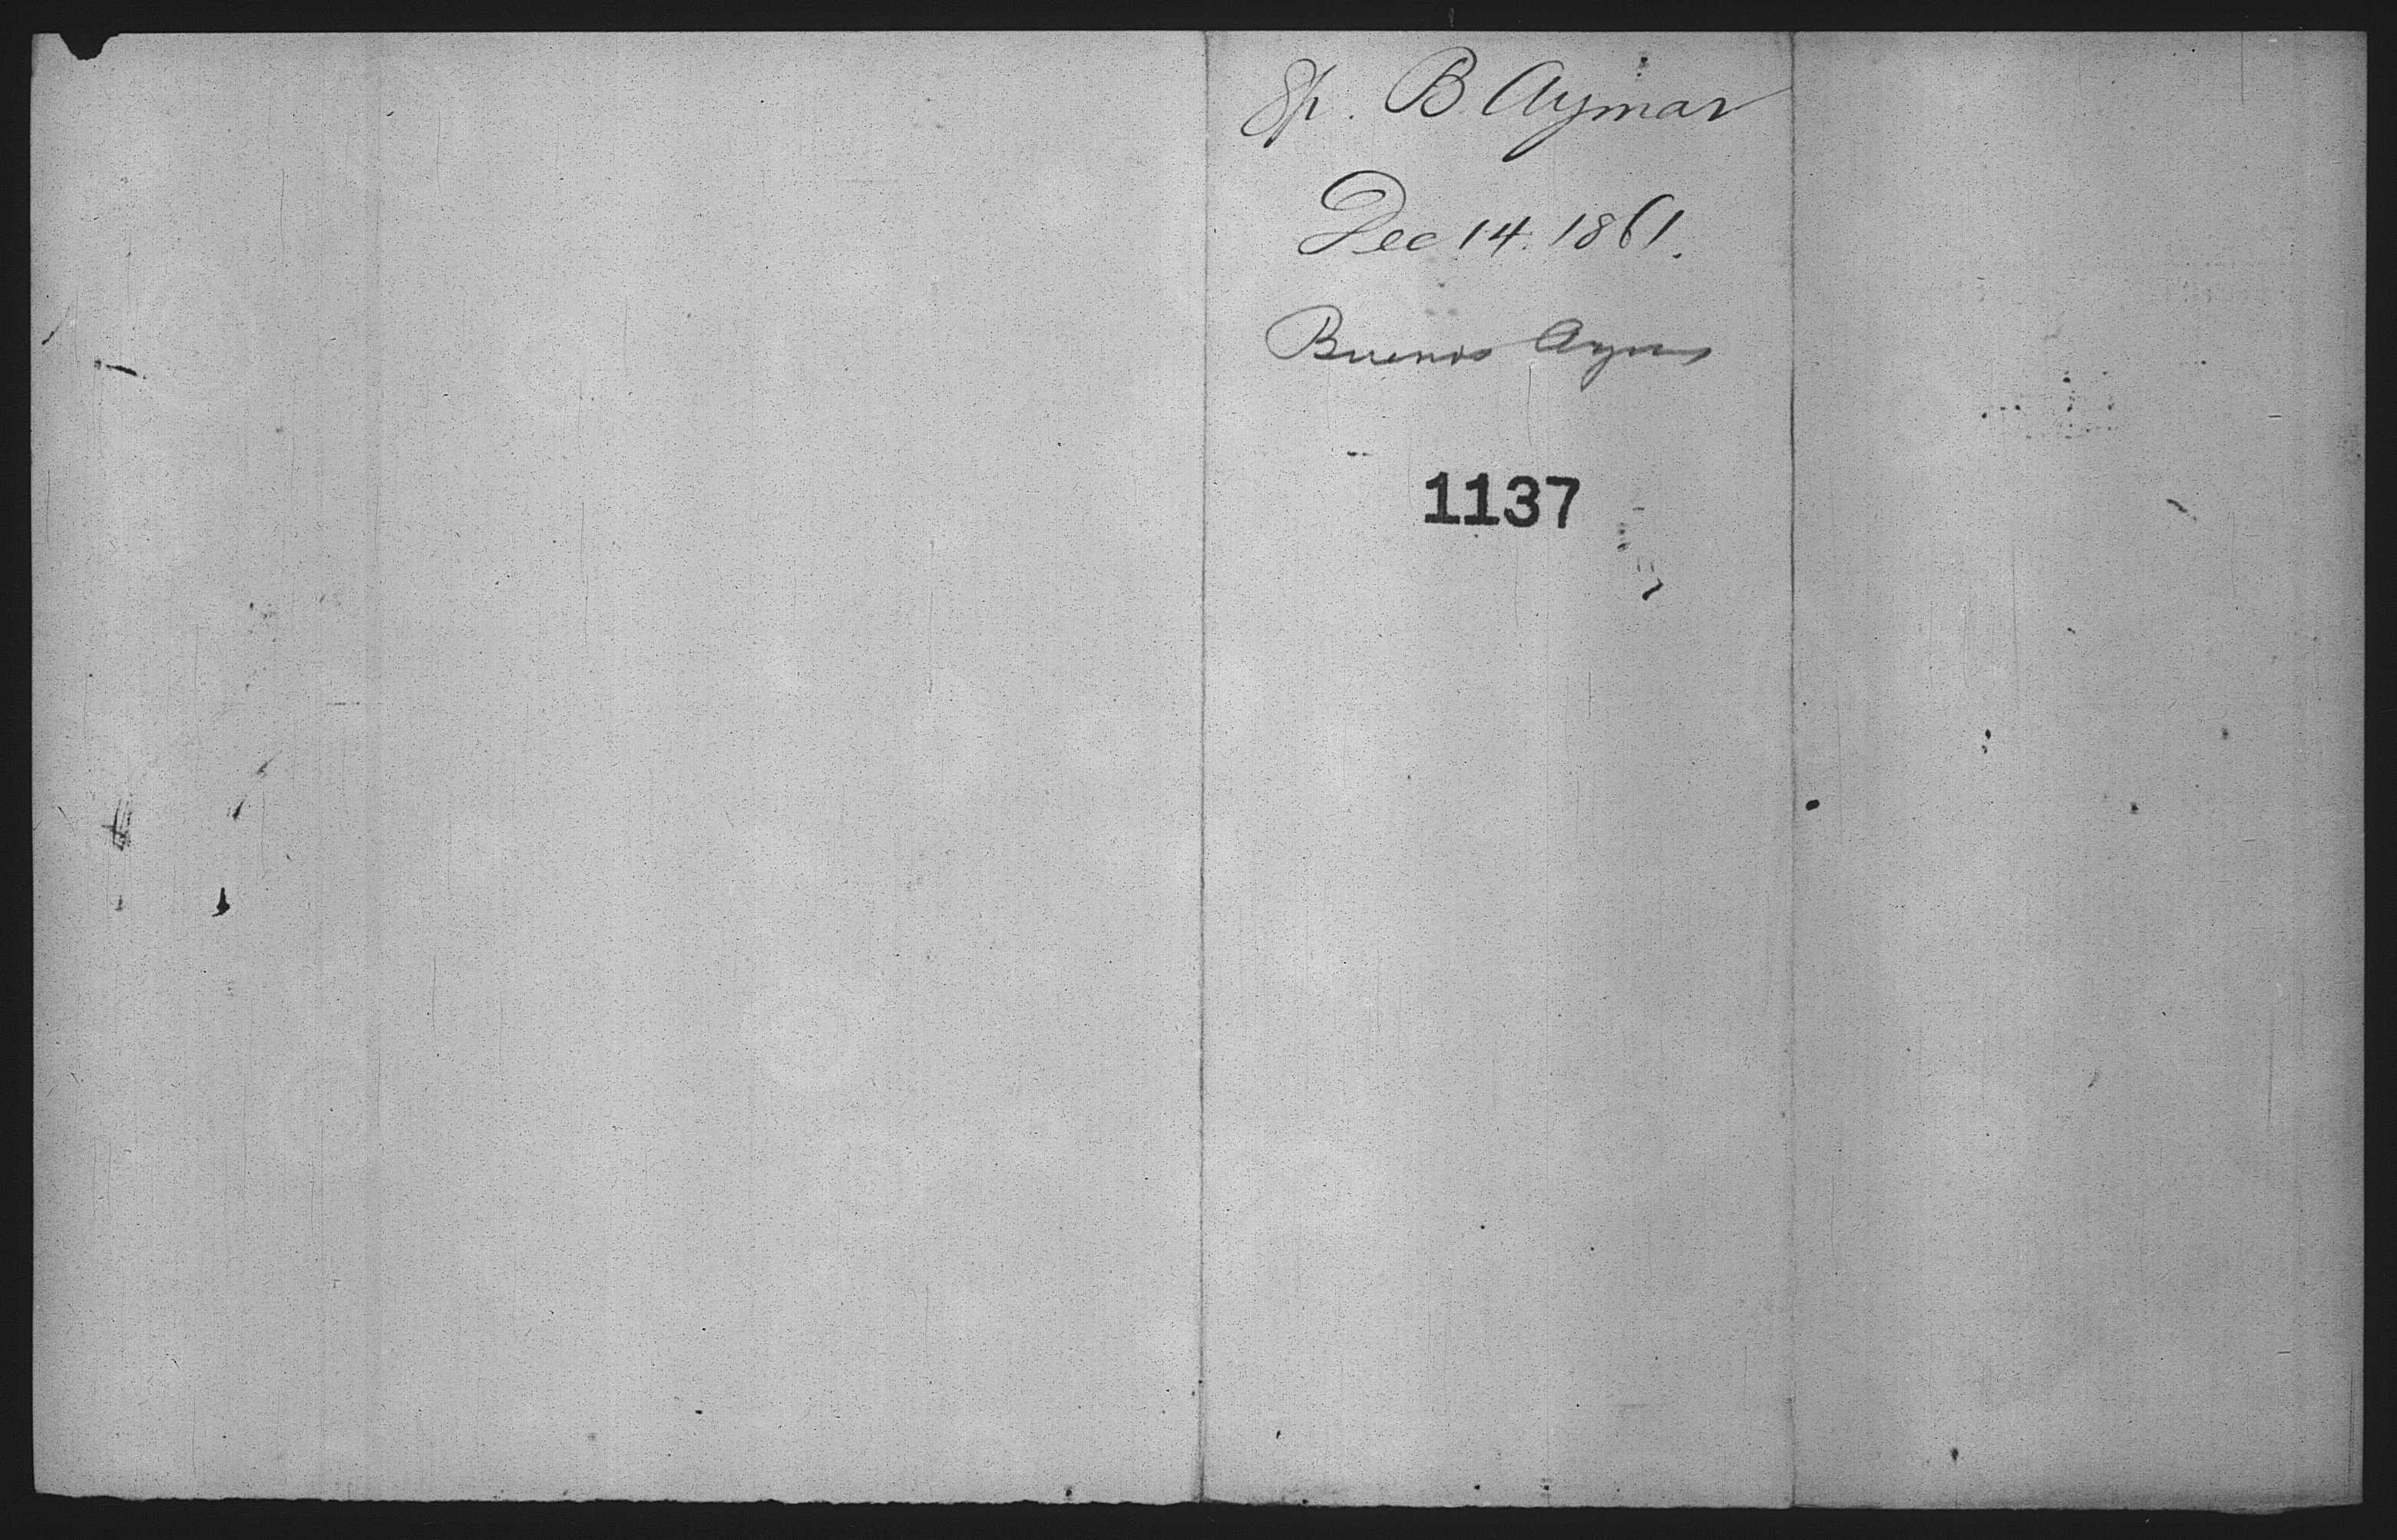 Sp. B Aymar
Dec 14. 1861.
Buenos Ayres
1137